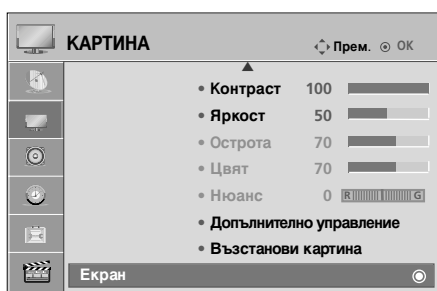 КАРТИНА
Прем. OK
• Контраст 100
• Яркост 50
• Острота 70
• Цвят 70
• Нюанс 0 R G
• Допълнително управление
• Възстанови картина
Екран